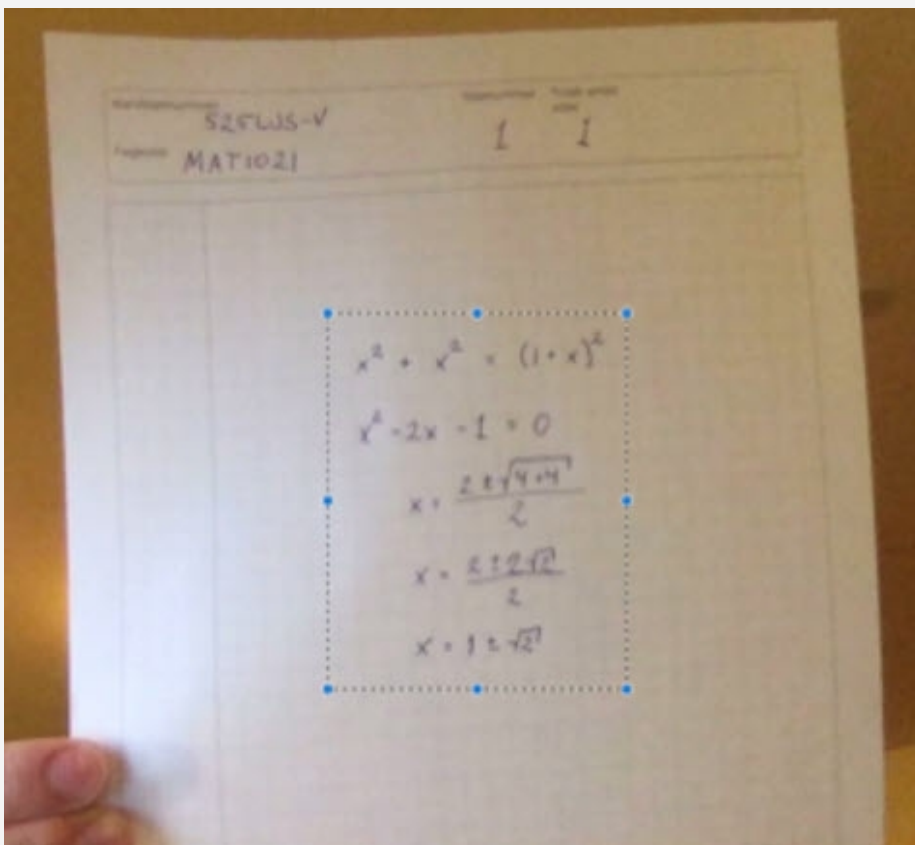 525LWS-V
MAT1021
1 1
x² + x² = (1+x)²
x² - 2x - 1 = 0
x = (2 ± √(4+4))/2
x = (2 ± 2√2)/2
x = 1 ± √2